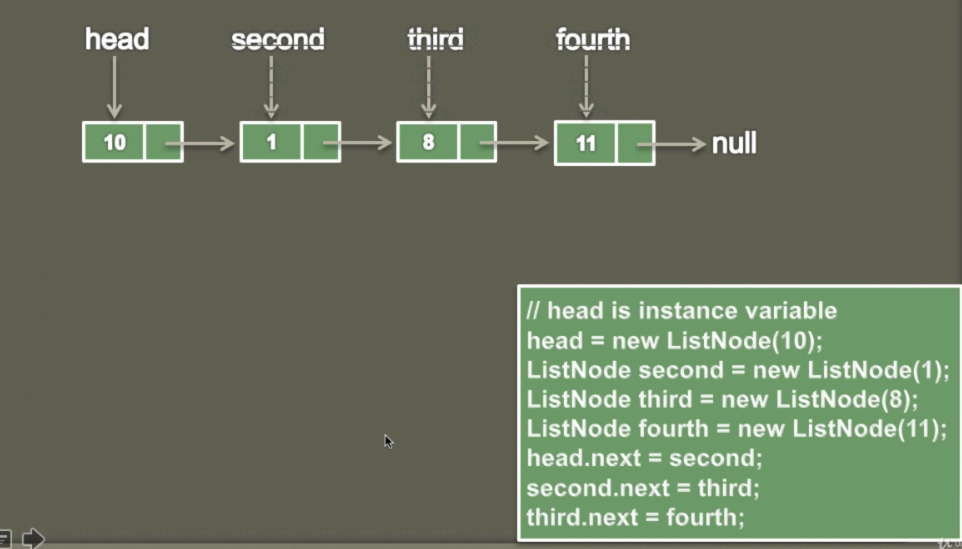 head second third fourth
10 1 8 11 null
// head is instance variable
head = new ListNode(10);
ListNode second = new ListNode(1);
ListNode third = new ListNode(8);
ListNode fourth = new ListNode(11);
head.next = second;
second.next = third;
third.next = fourth;